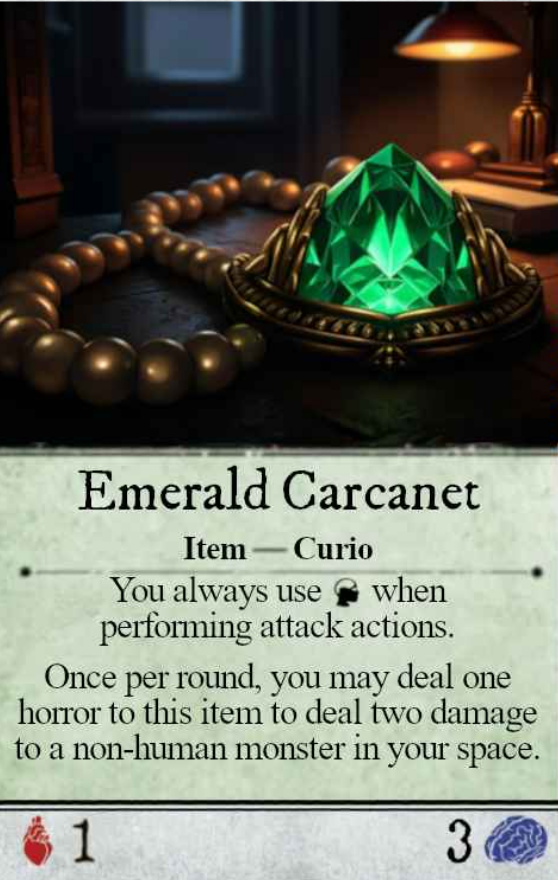 Emerald Carcanet
Item — Curio
You always use when
performing attack actions.
Once per round, you may deal one
horror to this item to deal two damage
to a non-human monster in your space.
1
3